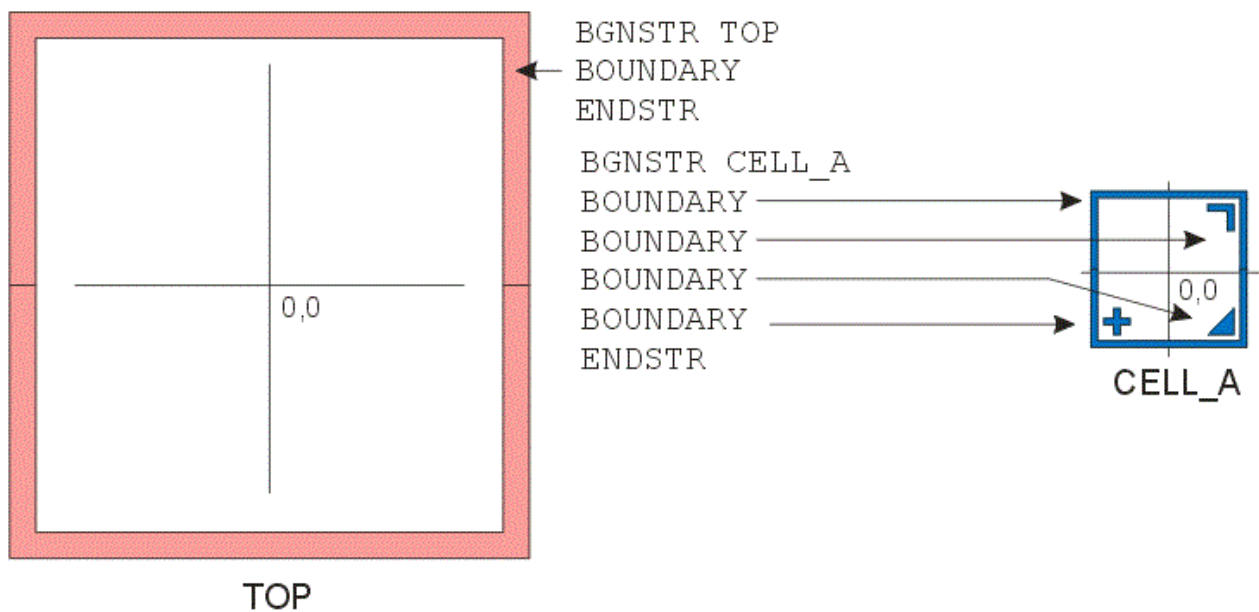 BGNSTR TOP
BOUNDARY
ENDSTR
0,0
TOP
BGNSTR CELL_A
BOUNDARY
BOUNDARY
BOUNDARY
BOUNDARY
ENDSTR
0,0
CELL_A